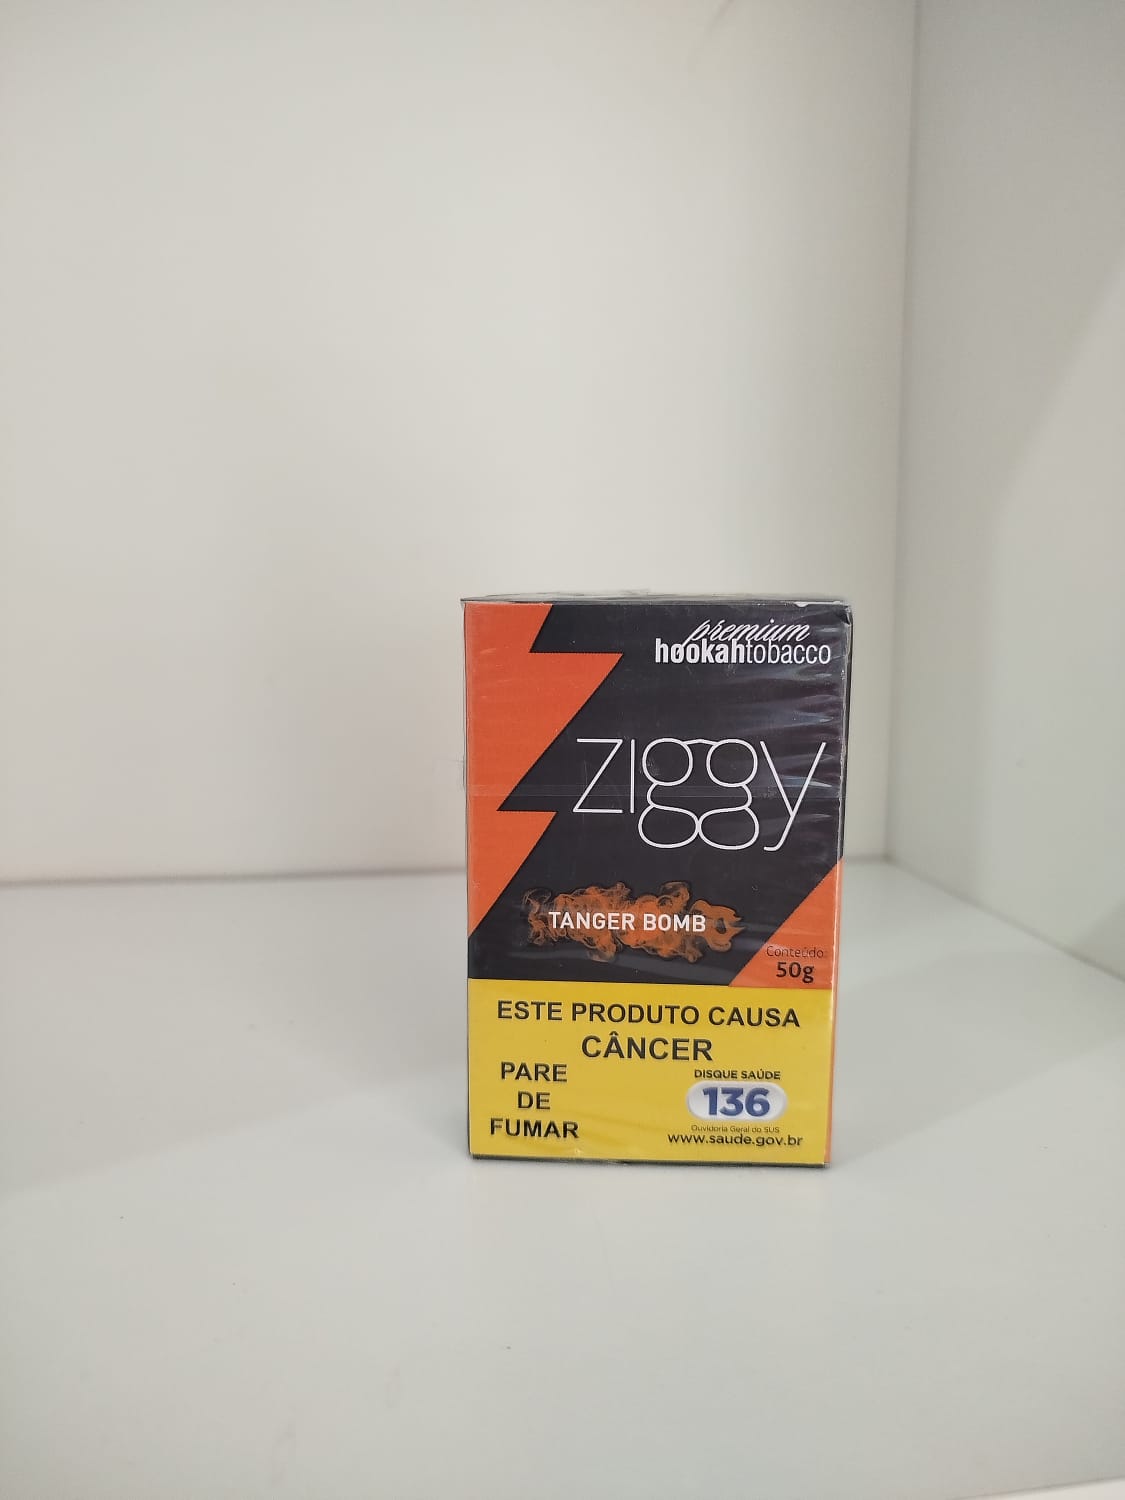 premium
hookahtobacco
ziggy
TANGER BOMB
Conteúdo:
50g
ESTE PRODUTO CAUSA
CÂNCER
PARE
DE
FUMAR
DISQUE SAÚDE
136
Ouvidoria Geral do SUS
www.saude.gov.br